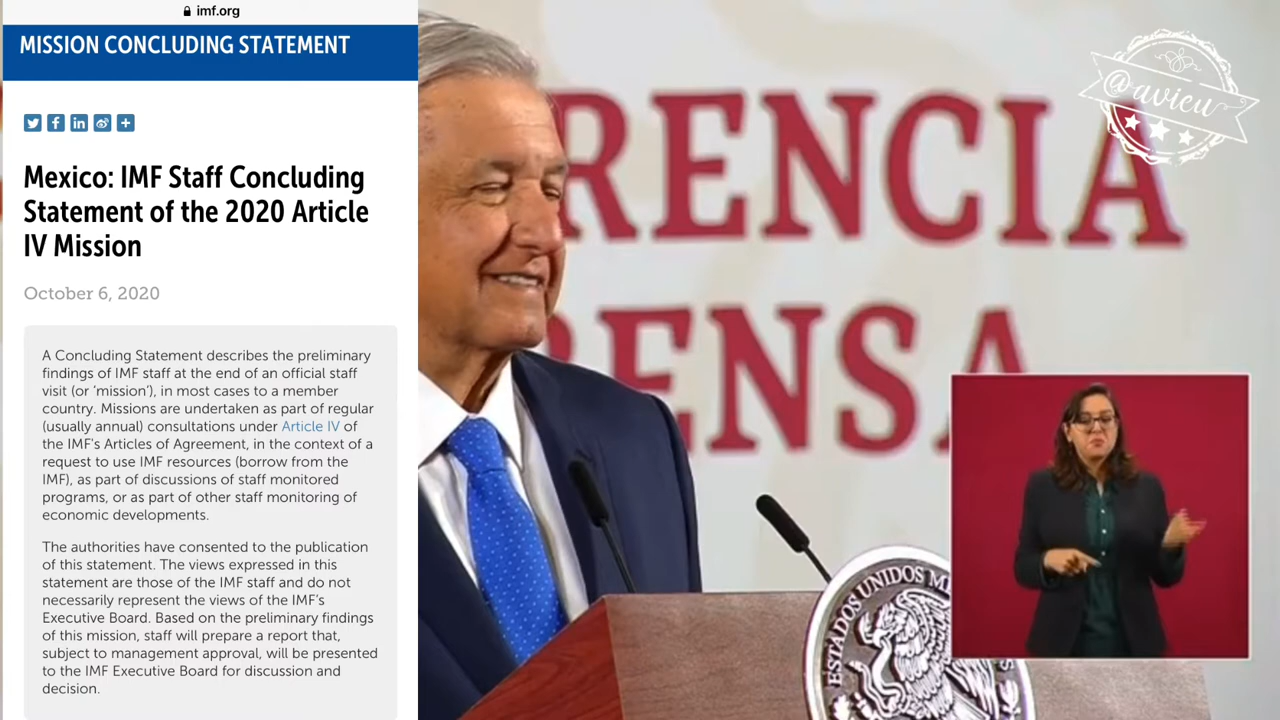 imf.org
MISSION CONCLUDING STATEMENT
Mexico: IMF Staff Concluding
Statement of the 2020 Article
IV Mission
October 6, 2020
A Concluding Statement describes the preliminary
findings of IMF staff at the end of an official staff
visit (or ‘mission’), in most cases to a member
country. Missions are undertaken as part of regular
(usually annual) consultations under Article IV of
the IMF's Articles of Agreement, in the context of a
request to use IMF resources (borrow from the
IMF), as part of discussions of staff monitored
programs, or as part of other staff monitoring of
economic developments.
The authorities have consented to the publication
of this statement. The views expressed in this
statement are those of the IMF staff and do not
necessarily represent the views of the IMF’s
Executive Board. Based on the preliminary findings
of this mission, staff will prepare a report that,
subject to management approval, will be presented
to the IMF Executive Board for discussion and
decision.
RENCIA
ENSA
@avieu
ESTADOS UNIDOS M